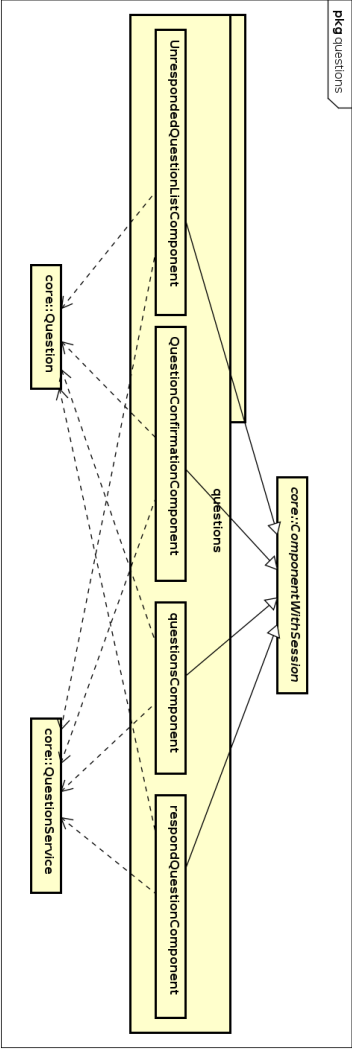 pkg questions
core::ComponentWithSession
questions
UnrespondedQuestionListComponent
QuestionConfirmationComponent
questionsComponent
respondQuestionComponent
core::Question
core::QuestionService